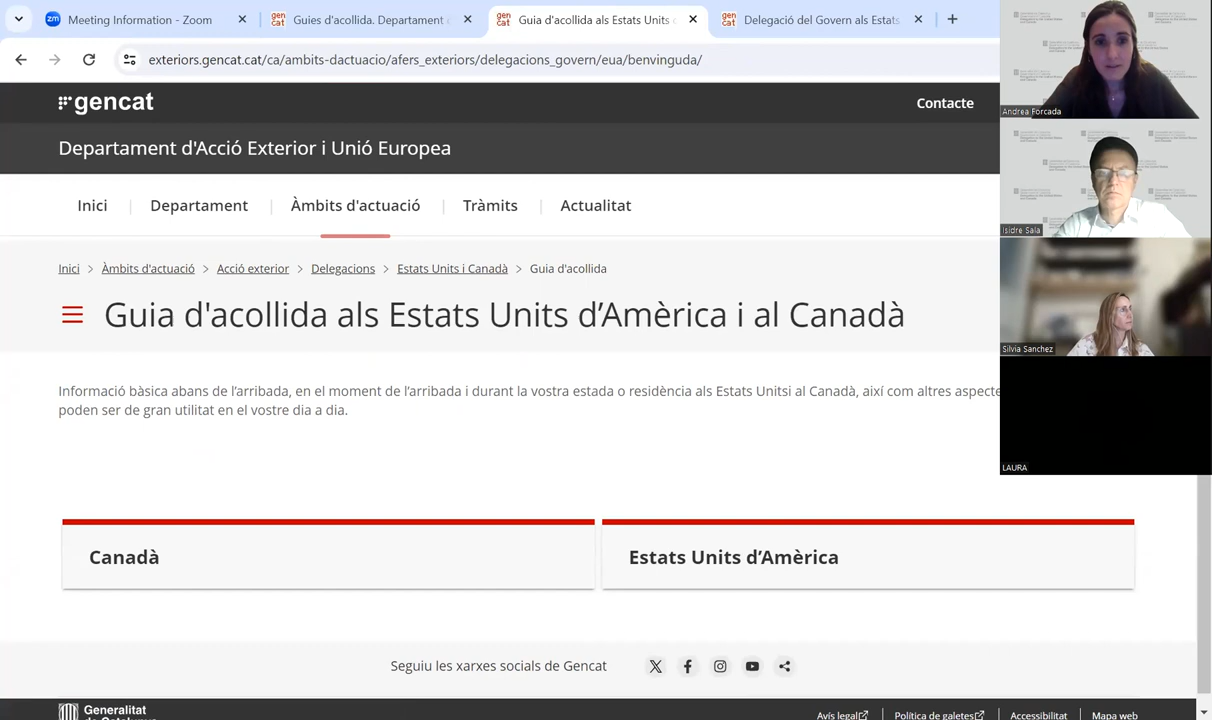 Meeting Information - Zoom
Guies d'acollida. Departament
Guia d'acollida als Estats Units
Delegació del Govern als Estats
exteriors.gencat.cat/ca/ambits-dactuacio/afers_exteriors/delegacions_govern/eua/benvinguda/
gencat
Contacte
Departament d'Acció Exterior i Unió Europea
Inici
Departament
Àmbits d'actuació
Tràmits
Actualitat
Inici > Àmbits d'actuació > Acció exterior > Delegacions > Estats Units i Canadà > Guia d'acollida
Guia d'acollida als Estats Units d'Amèrica i al Canadà
Informació bàsica abans de l'arribada, en el moment de l'arribada i durant la vostra estada o residència als Estats Unitsi al Canadà, així com altres aspecte
poden ser de gran utilitat en el vostre dia a dia.
Canadà
Estats Units d'Amèrica
Seguiu les xarxes socials de Gencat
Generalitat
Avís legal
Política de galetes
Accessibilitat
Mapa web
Andrea Forcada
Isidre Sala
Silvia Sanchez
LAURA